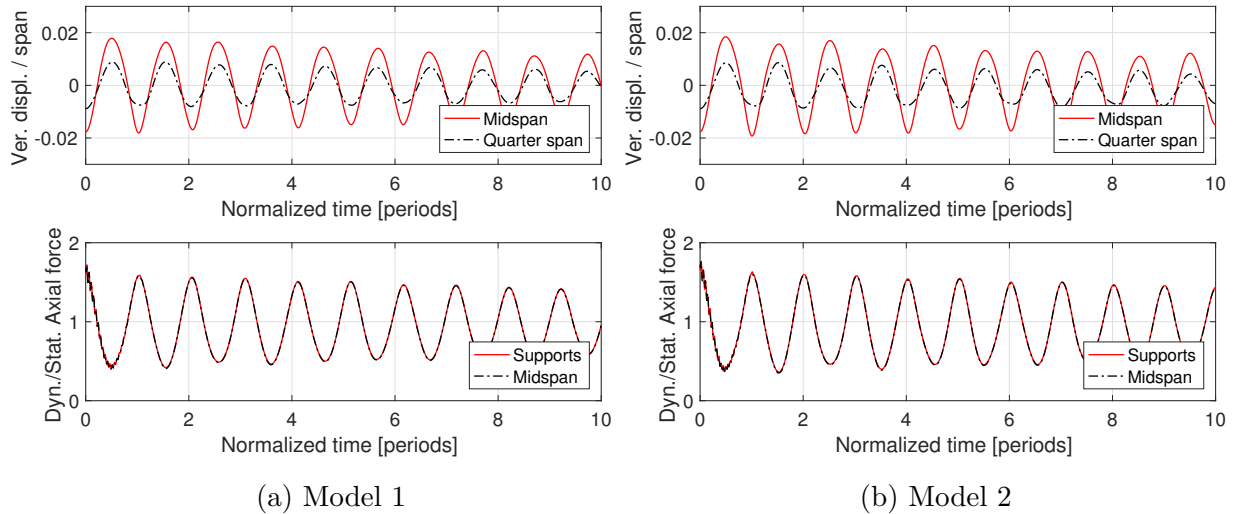 Ver. displ. / span
0.02
0
-0.02
Midspan
Quarter span
0 2 4 6 8 10
Normalized time [periods]
Dyn./Stat. Axial force
2
1
0
Supports
Midspan
0 2 4 6 8 10
Normalized time [periods]
(a) Model 1
Ver. displ. / span
0.02
0
-0.02
Midspan
Quarter span
0 2 4 6 8 10
Normalized time [periods]
Dyn./Stat. Axial force
2
1
0
Supports
Midspan
0 2 4 6 8 10
Normalized time [periods]
(b) Model 2